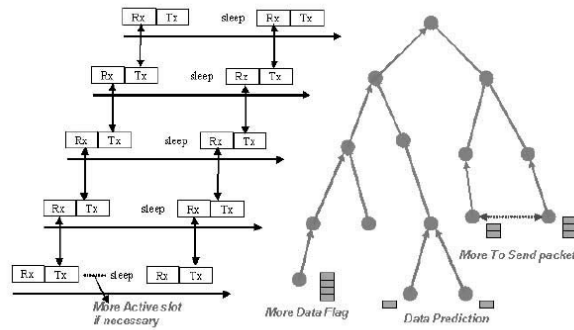 Rx Tx sleep Rx Tx
Rx Tx sleep Rx Tx
Rx Tx sleep Rx Tx
Rx Tx sleep Rx Tx
Rx Tx sleep Rx Tx
More Active slot
if necessary
More Data Flag
Data Prediction
More To Send packet